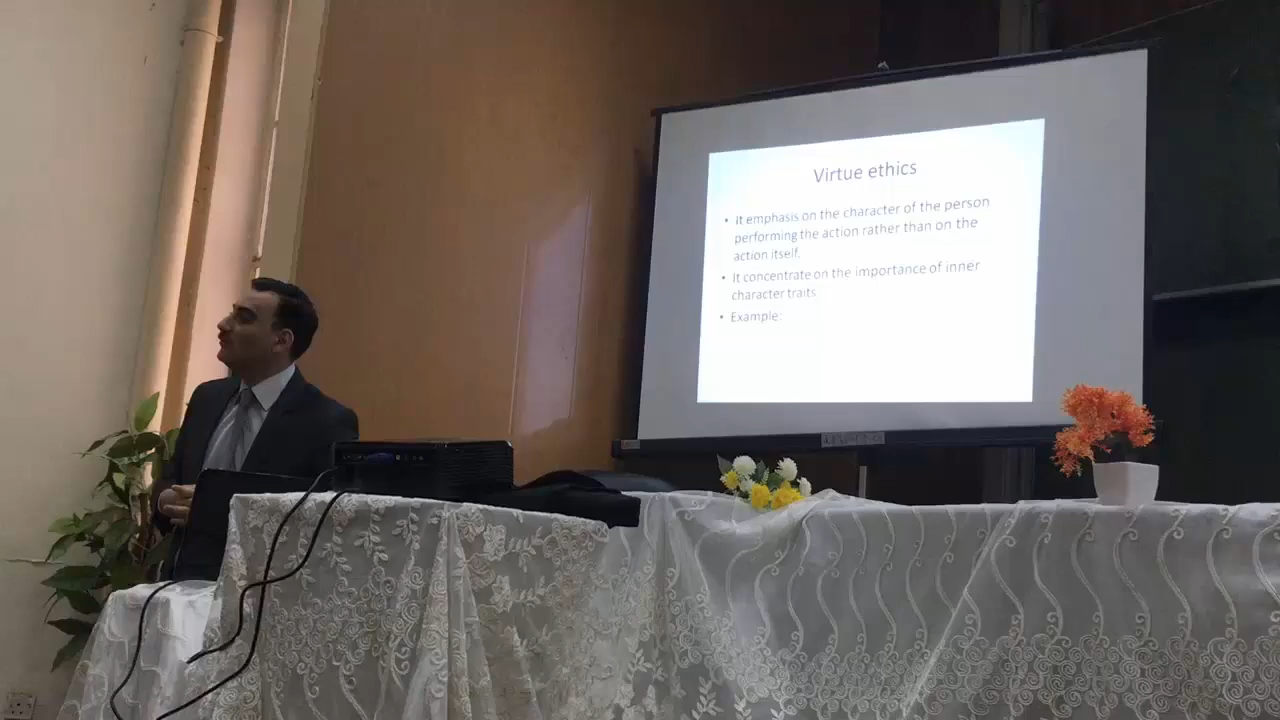 Virtue ethics
• It emphasis on the character of the person
performing the action rather than on the
action itself.
• It concentrate on the importance of inner
character traits.
• Example: